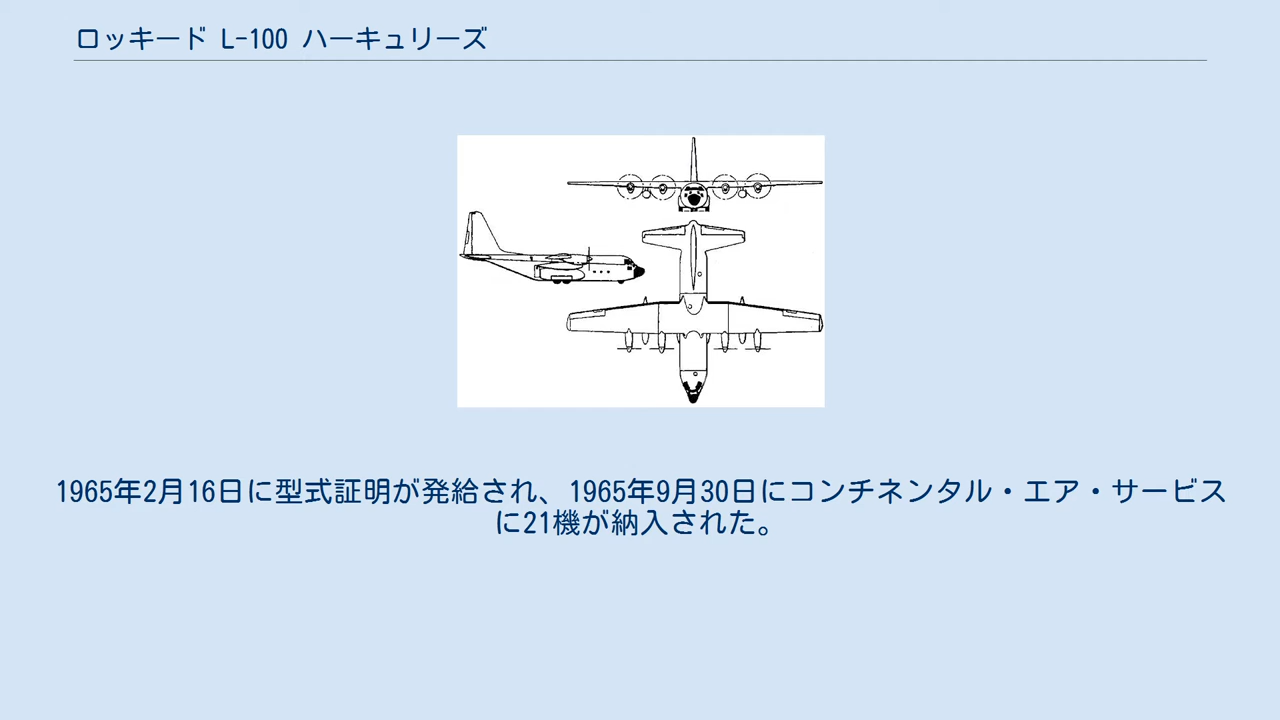 ロッキード L-100 ハーキュリーズ
1965年2月16日に型式証明が発給され、1965年9月30日にコンチネンタル・エア・サービス
に21機が納入された。